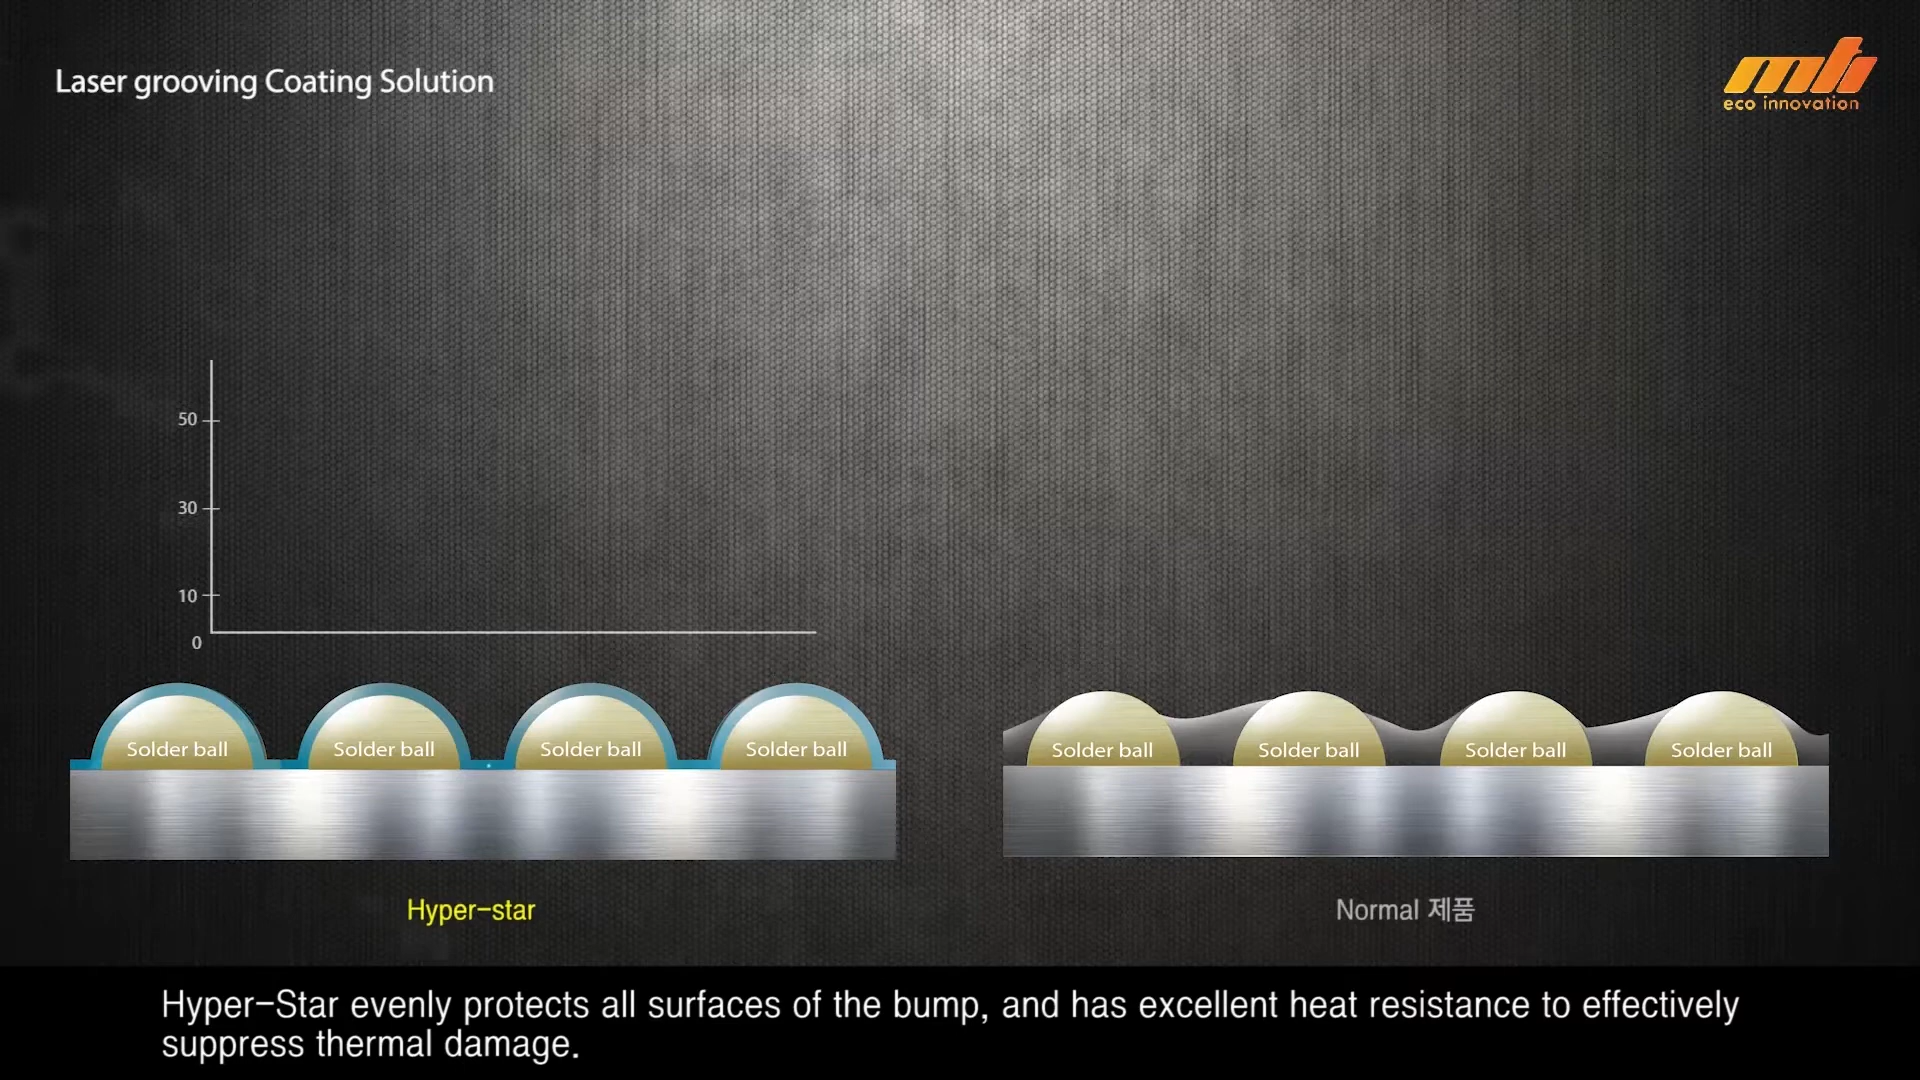 Laser grooving Coating Solution
mti
eco innovation
50
30
10
0
Solder ball
Solder ball
Solder ball
Solder ball
Solder ball
Solder ball
Solder ball
Solder ball
Hyper-star
Normal 제품
Hyper-Star evenly protects all surfaces of the bump, and has excellent heat resistance to effectively
suppress thermal damage.